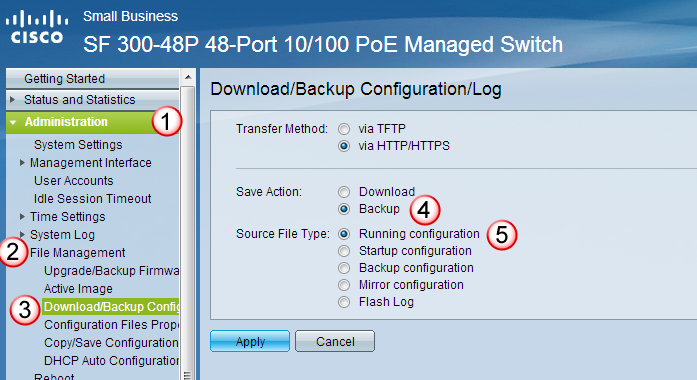 Small Business
CISCO
SF 300-48P 48-Port 10/100 PoE Managed Switch
Getting Started
Status and Statistics
Administration
1
System Settings
Management Interface
User Accounts
Idle Session Timeout
Time Settings
System Log
2
File Management
Upgrade/Backup Firmwa
Active Image
3
Download/Backup Config
Configuration Files Prope
Copy/Save Configuration
DHCP Auto Configuration
Reboot
Download/Backup Configuration/Log
Transfer Method:
via TFTP
via HTTP/HTTPS
Save Action:
Download
Backup
4
Source File Type:
Running configuration
5
Startup configuration
Backup configuration
Mirror configuration
Flash Log
Apply
Cancel